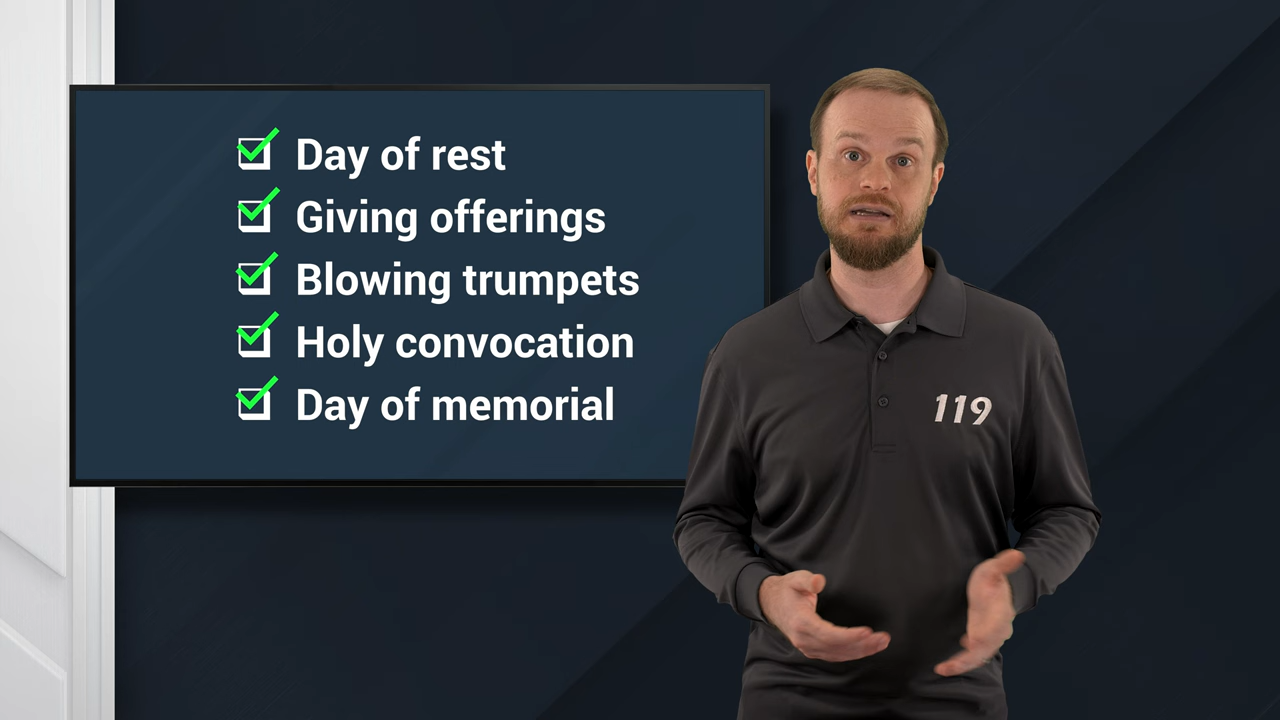 Day of rest
Giving offerings
Blowing trumpets
Holy convocation
Day of memorial
119